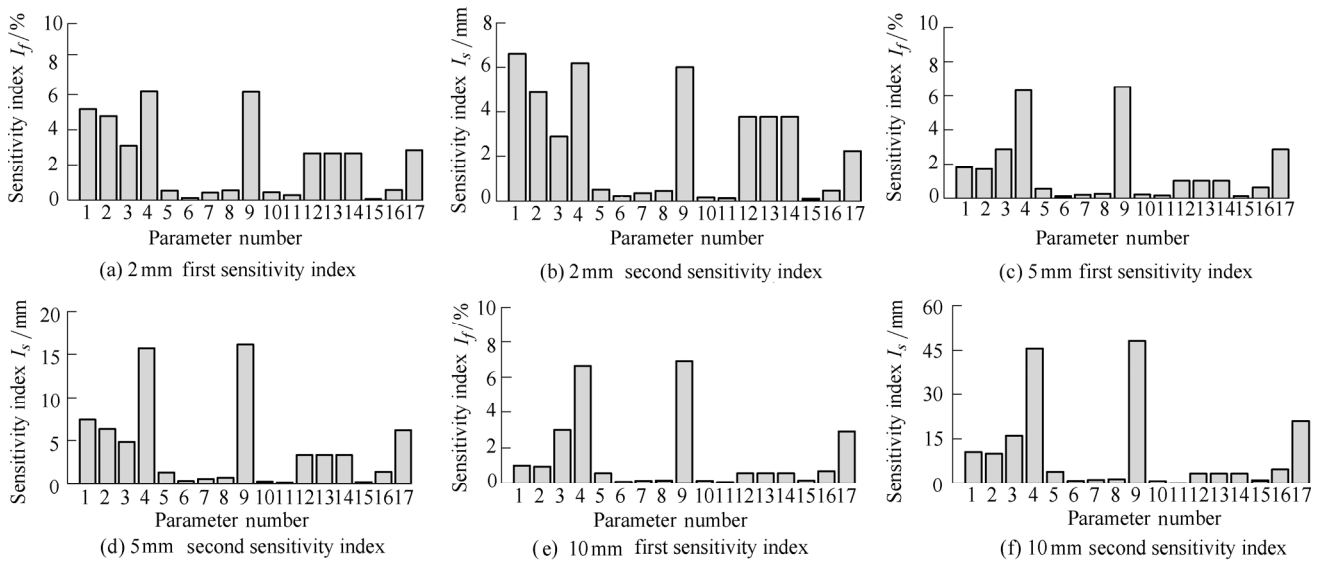 Sensitivity index I_f/%
10
8
6
4
2
0
1 2 3 4 5 6 7 8 9 10 11 12 13 14 15 16 17
Parameter number
(a) 2 mm first sensitivity index
Sensitivity index I_s/mm
8
6
4
2
0
1 2 3 4 5 6 7 8 9 10 11 12 13 14 15 16 17
Parameter number
(b) 2 mm second sensitivity index
Sensitivity index I_f/%
10
8
6
4
2
0
1 2 3 4 5 6 7 8 9 10 11 12 13 14 15 16 17
Parameter number
(c) 5 mm first sensitivity index
Sensitivity index I_s/mm
20
15
10
5
0
1 2 3 4 5 6 7 8 9 10 11 12 13 14 15 16 17
Parameter number
(d) 5 mm second sensitivity index
Sensitivity index I_f/%
10
8
6
4
2
0
1 2 3 4 5 6 7 8 9 10 11 12 13 14 15 16 17
Parameter number
(e) 10 mm first sensitivity index
Sensitivity index I_s/mm
60
45
30
15
0
1 2 3 4 5 6 7 8 9 10 11 12 13 14 15 16 17
Parameter number
(f) 10 mm second sensitivity index